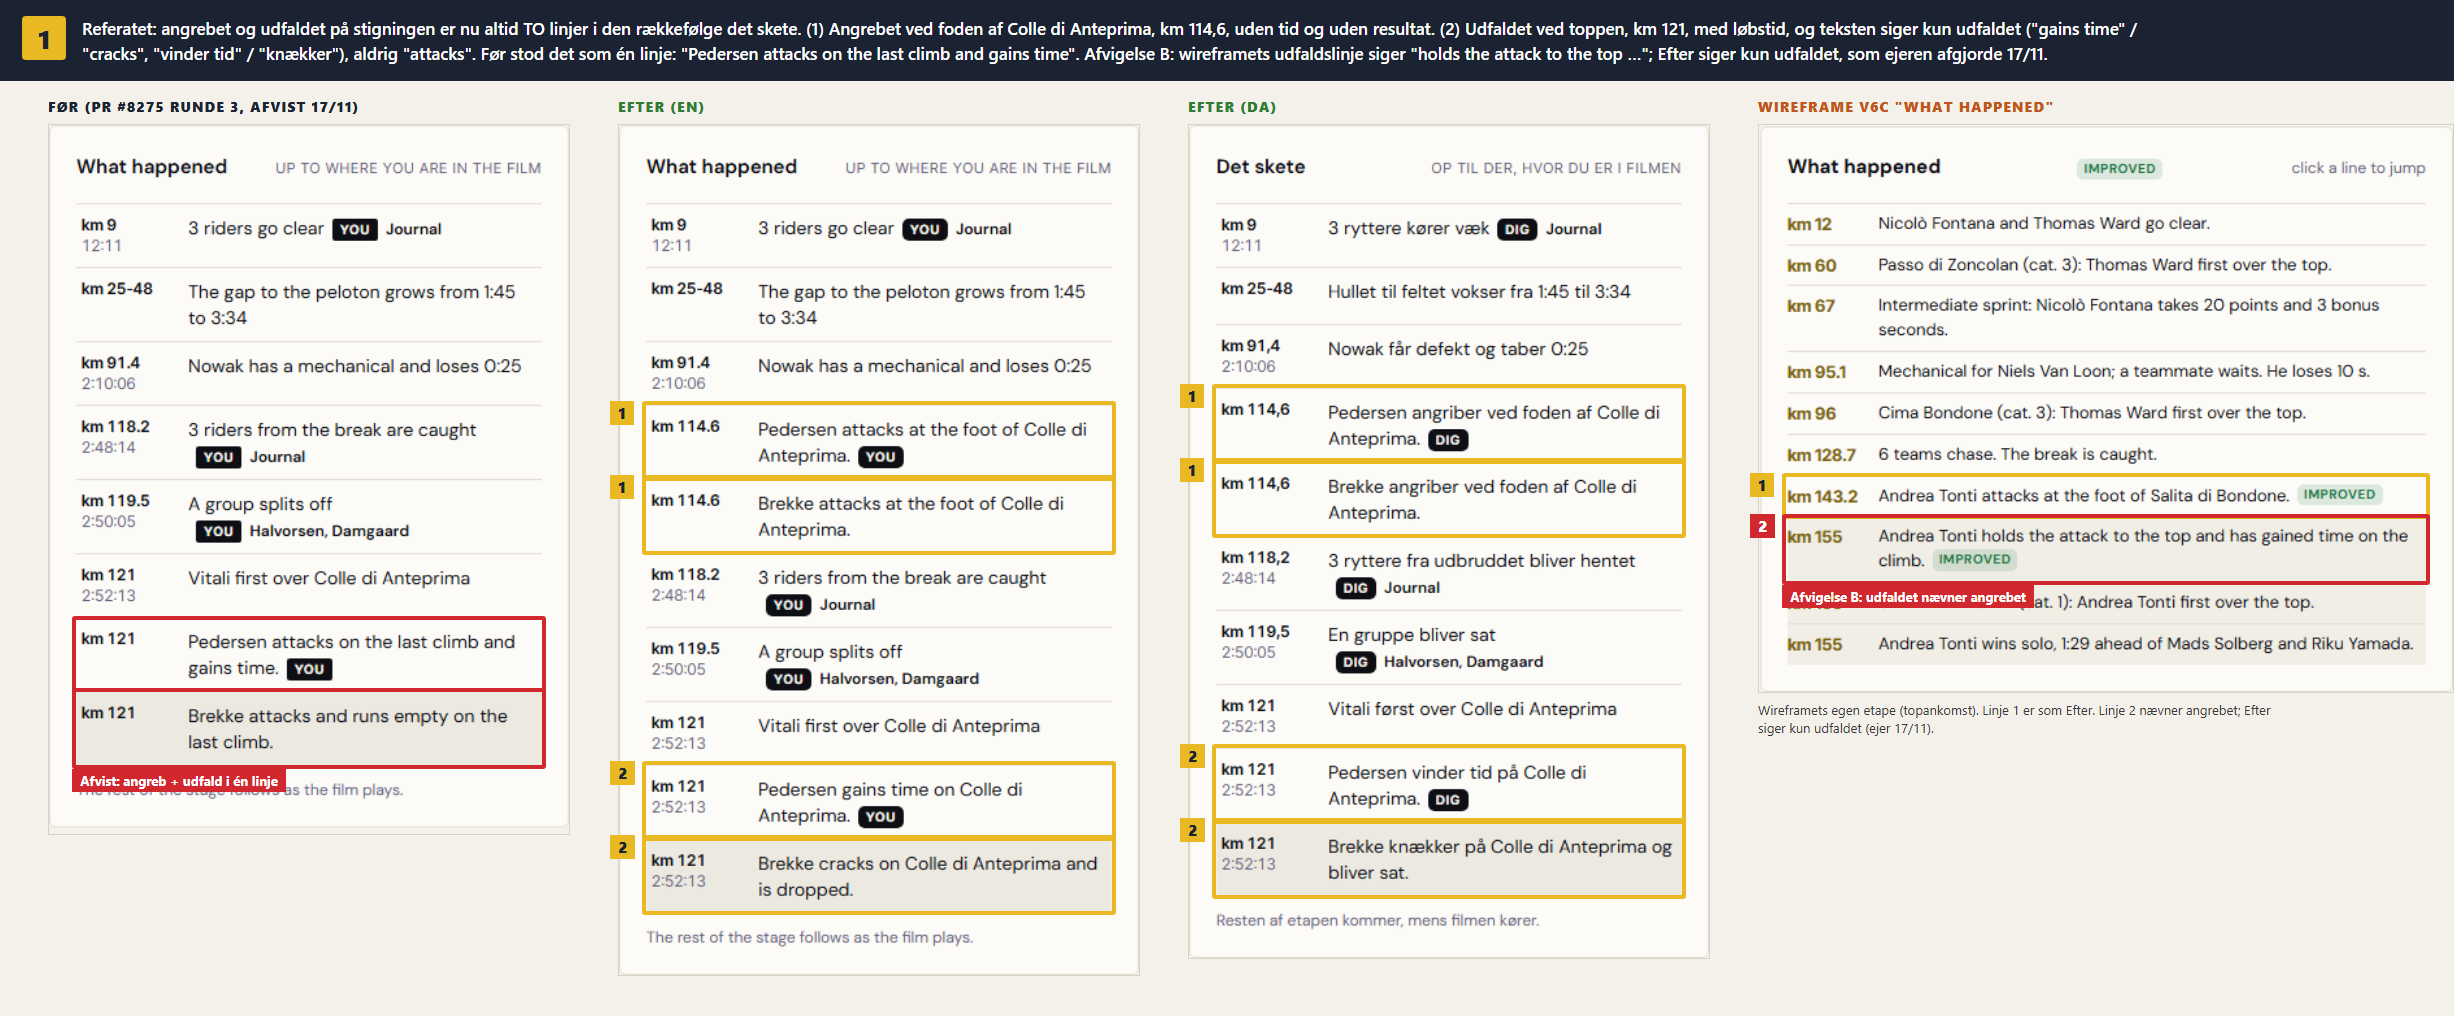 1
Referatet: angrebet og udfaldet på stigningen er nu altid TO linjer i den rækkefølge det skete. (1) Angrebet ved foden af Colle di Anteprima, km 114,6, uden tid og uden resultat. (2) Udfaldet ved toppen, km 121, med løbstid, og teksten siger kun udfaldet ("gains time" /
"cracks", "vinder tid" / "knækker"), aldrig "attacks". Før stod det som én linje: "Pedersen attacks on the last climb and gains time". Afvigelse B: wireframets udfaldslinje siger "holds the attack to the top ..."; Efter siger kun udfaldet, som ejeren afgjorde 17/11.
FØR (PR #8275 RUNDE 3, AFVIST 17/11)
What happened
UP TO WHERE YOU ARE IN THE FILM
km 9
12:11
3 riders go clear YOU Journal
km 25-48
The gap to the peloton grows from 1:45
to 3:34
km 91.4
2:10:06
Nowak has a mechanical and loses 0:25
km 118.2
2:48:14
3 riders from the break are caught
YOU Journal
km 119.5
2:50:05
A group splits off
YOU Halvorsen, Damgaard
km 121
2:52:13
Vitali first over Colle di Anteprima
km 121
Pedersen attacks on the last climb and
gains time. YOU
km 121
Brekke attacks and runs empty on the
last climb.
Afvist: angreb + udfald i én linje
as the film plays.
EFTER (EN)
What happened
UP TO WHERE YOU ARE IN THE FILM
km 9
12:11
3 riders go clear YOU Journal
km 25-48
The gap to the peloton grows from 1:45
to 3:34
km 91.4
2:10:06
Nowak has a mechanical and loses 0:25
1
km 114.6
Pedersen attacks at the foot of Colle di
Anteprima. YOU
1
km 114.6
Brekke attacks at the foot of Colle di
Anteprima.
km 118.2
2:48:14
3 riders from the break are caught
YOU Journal
km 119.5
2:50:05
A group splits off
YOU Halvorsen, Damgaard
km 121
2:52:13
Vitali first over Colle di Anteprima
2
km 121
2:52:13
Pedersen gains time on Colle di
Anteprima. YOU
2
km 121
2:52:13
Brekke cracks on Colle di Anteprima and
is dropped.
The rest of the stage follows as the film plays.
EFTER (DA)
Det skete
OP TIL DER, HVOR DU ER I FILMEN
km 9
12:11
3 ryttere kører væk DIG Journal
km 25-48
Hullet til feltet vokser fra 1:45 til 3:34
km 91,4
2:10:06
Nowak får defekt og taber 0:25
1
km 114,6
Pedersen angriber ved foden af Colle di
Anteprima. DIG
1
km 114,6
Brekke angriber ved foden af Colle di
Anteprima.
km 118,2
2:48:14
3 ryttere fra udbruddet bliver hentet
DIG Journal
km 119,5
2:50:05
En gruppe bliver sat
DIG Halvorsen, Damgaard
km 121
2:52:13
Vitali først over Colle di Anteprima
2
km 121
2:52:13
Pedersen vinder tid på Colle di
Anteprima. DIG
2
km 121
2:52:13
Brekke knækker på Colle di Anteprima og
bliver sat.
Resten af etapen kommer, mens filmen kører.
WIREFRAME V6C "WHAT HAPPENED"
What happened
IMPROVED
click a line to jump
km 12
Nicolò Fontana and Thomas Ward go clear.
km 60
Passo di Zoncolan (cat. 3): Thomas Ward first over the top.
km 67
Intermediate sprint: Nicolò Fontana takes 20 points and 3 bonus
seconds.
km 95.1
Mechanical for Niels Van Loon; a teammate waits. He loses 10 s.
km 96
Cima Bondone (cat. 3): Thomas Ward first over the top.
km 128.7
6 teams chase. The break is caught.
1
km 143.2
Andrea Tonti attacks at the foot of Salita di Bondone. IMPROVED
2
km 155
Andrea Tonti holds the attack to the top and has gained time on the
climb. IMPROVED
Afvigelse B: udfaldet nævner angrebet
cat. 1): Andrea Tonti first over the top.
km 155
Andrea Tonti wins solo, 1:29 ahead of Mads Solberg and Riku Yamada.
Wireframets egen etape (topankomst). Linje 1 er som Efter. Linje 2 nævner angrebet; Efter
siger kun udfaldet (ejer 17/11).